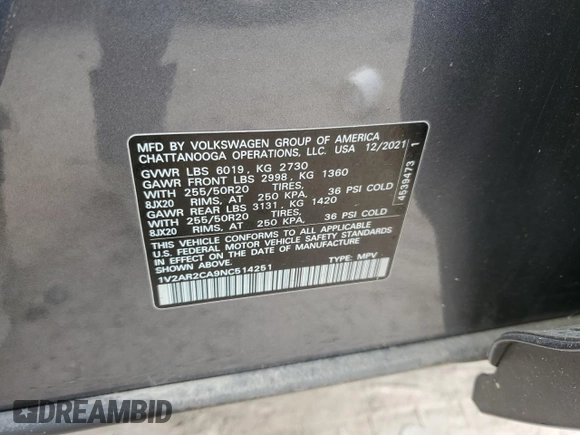 MFD BY VOLKSWAGEN GROUP OF AMERICA
CHATTANOOGA OPERATIONS, LLC. USA 12/2021
GVWR LBS 6019, KG 2730
GAWR FRONT LBS 2998, KG 1360
WITH 255/50R20 TIRES,
8JX20 RIMS, AT 250 KPA, 36 PSI COLD
GAWR REAR LBS 3131, KG 1420
WITH 255/50R20 TIRES,
8JX20 RIMS, AT 250 KPA, 36 PSI COLD
THIS VEHICLE CONFORMS TO ALL APPLICABLE
U.S. FEDERAL MOTOR VEHICLE SAFETY STANDARDS
IN EFFECT ON THE DATE OF MANUFACTURE
SHOWN ABOVE.
1V2AR2CA9NC514251 TYPE: MPV
4539473 1
DREAMBID